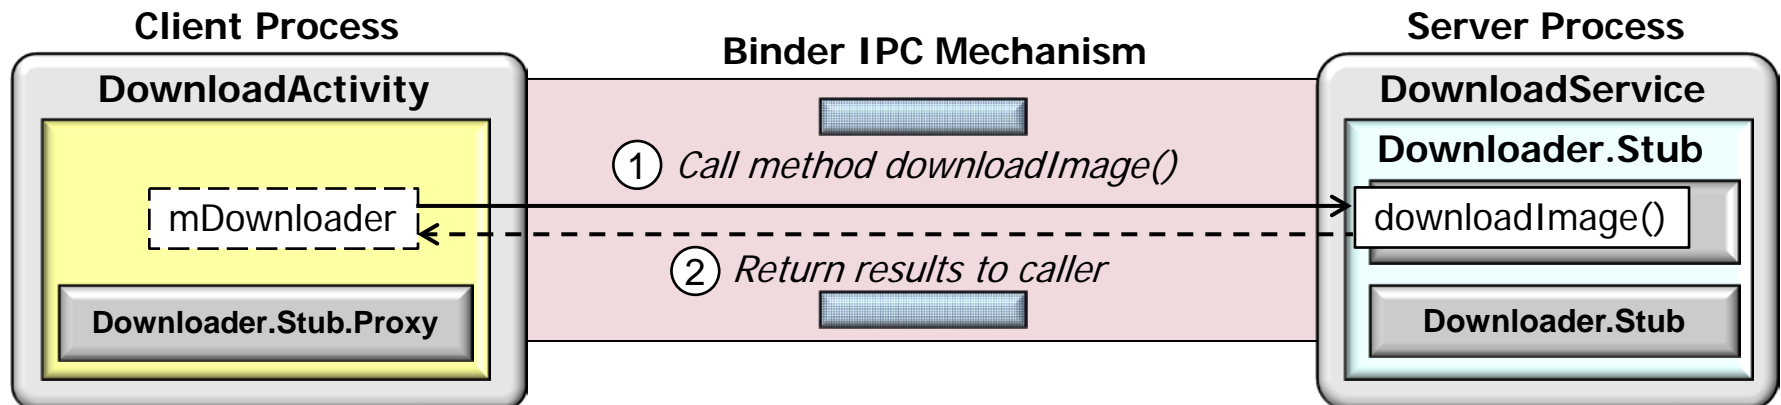 Client Process
DownloadActivity
mDownloader
Downloader.Stub.Proxy
Binder IPC Mechanism
1 Call method downloadImage()
2 Return results to caller
Server Process
DownloadService
Downloader.Stub
downloadImage()
Downloader.Stub